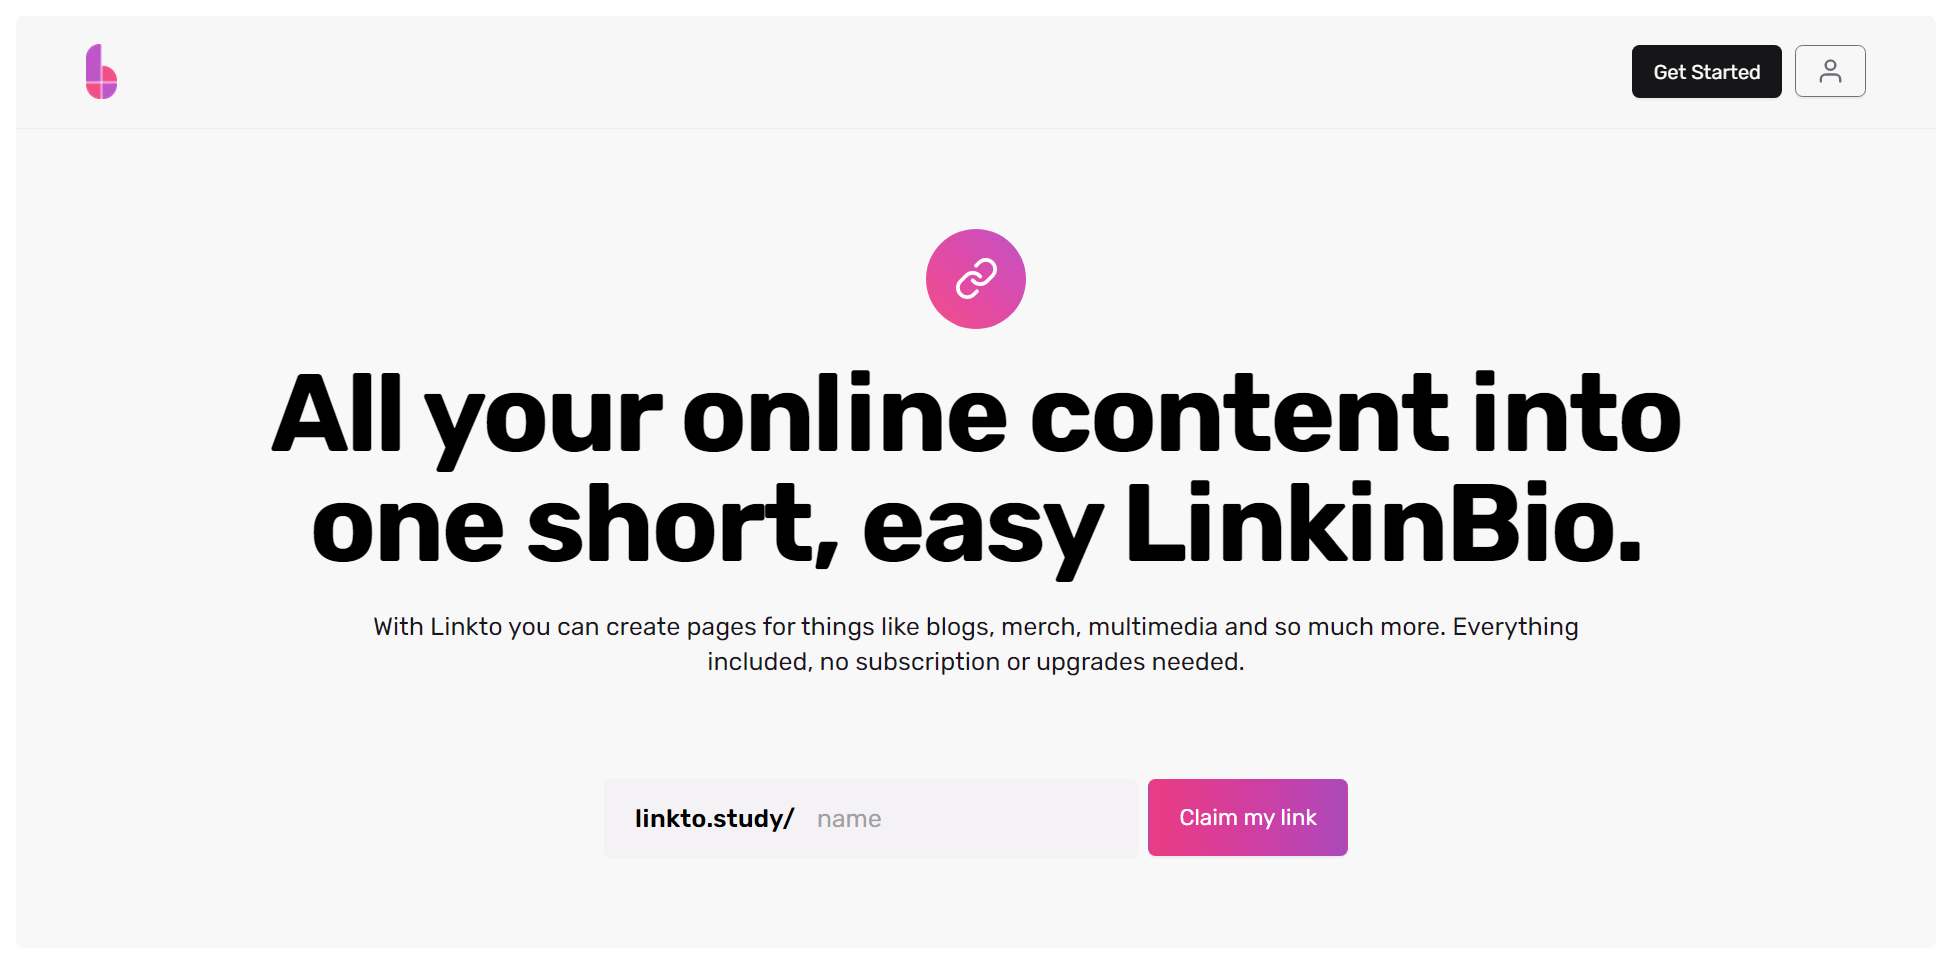 Get Started
All your online content into
one short, easy LinkinBio.
With Linkto you can create pages for things like blogs, merch, multimedia and so much more. Everything
included, no subscription or upgrades needed.
linkto.study/ name
Claim my link